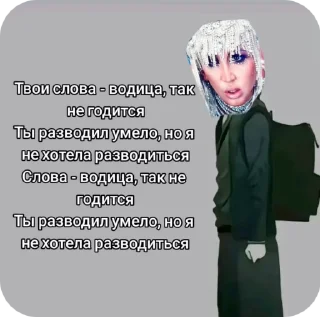 Твои слова - водица, так
не годится
Ты разводил умело, но я
не хотела разводиться
Слова - водица, так не
годится
Ты разводил умело, но я
не хотела разводиться